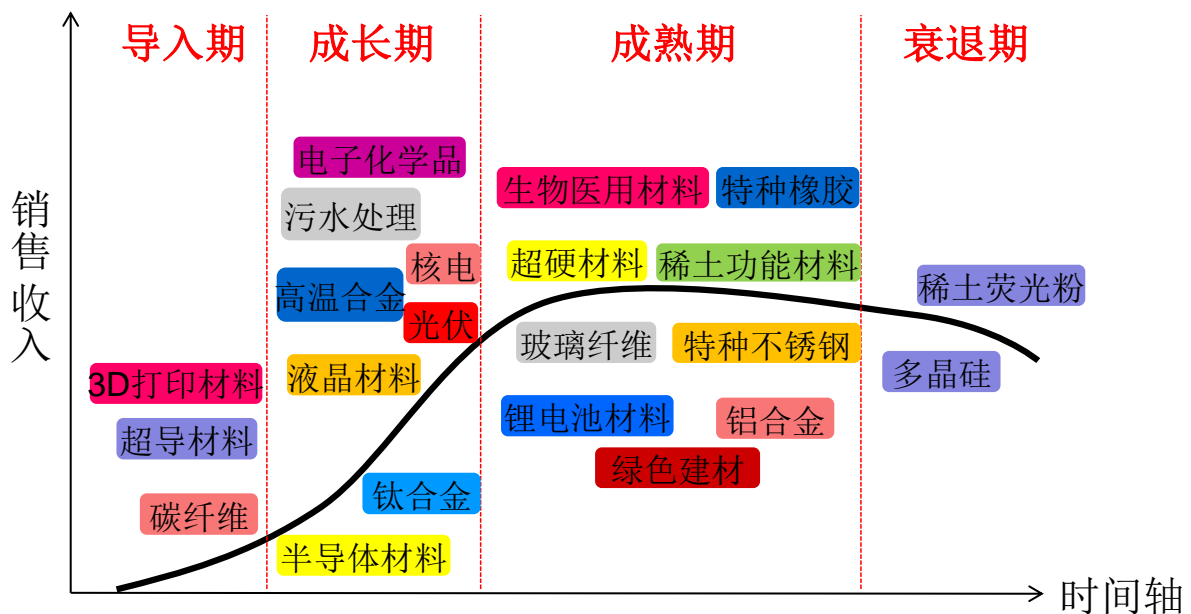 导入期
成长期
成熟期
衰退期
销售收入
电子化学品
污水处理
核电
高温合金
光伏
液晶材料
钛合金
半导体材料
3D打印材料
超导材料
碳纤维
生物医用材料
特种橡胶
超硬材料
稀土功能材料
玻璃纤维
特种不锈钢
锂电池材料
铝合金
绿色建材
稀土荧光粉
多晶硅
时间轴